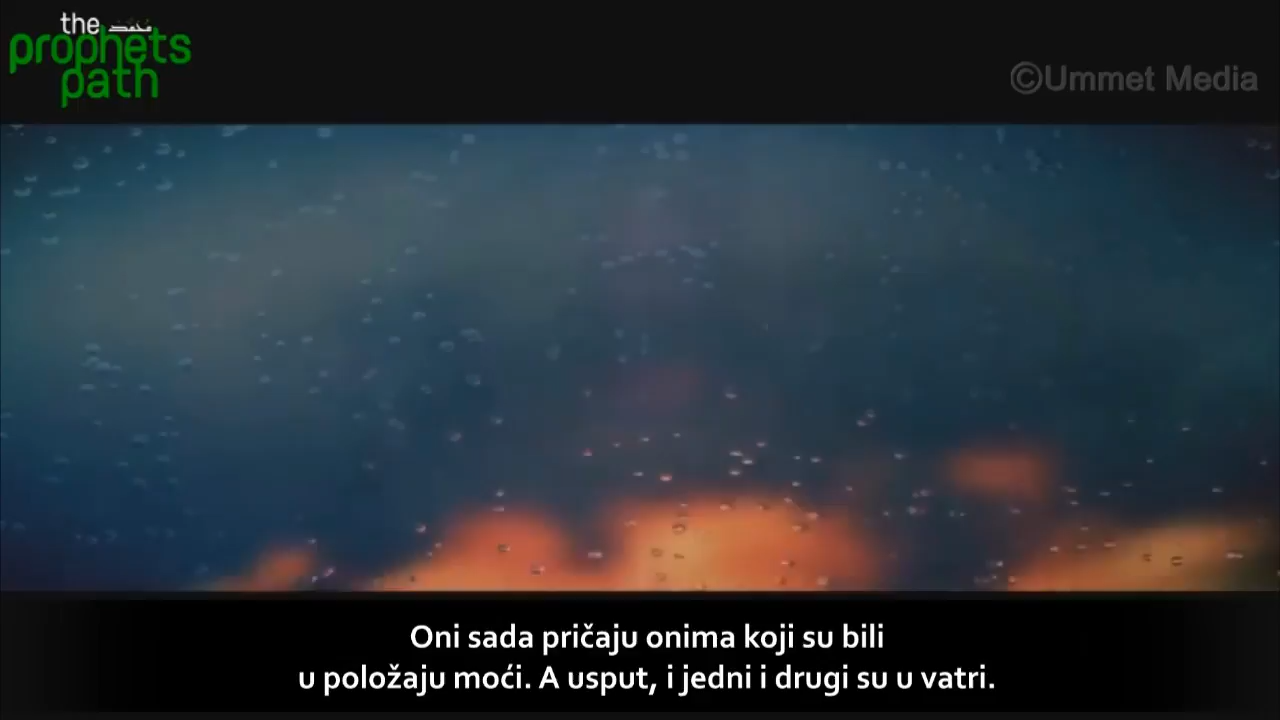 the
prophets
path
©Ummet Media
Oni sada pričaju onima koji su bili
u položaju moći. A usput, i jedni i drugi su u vatri.